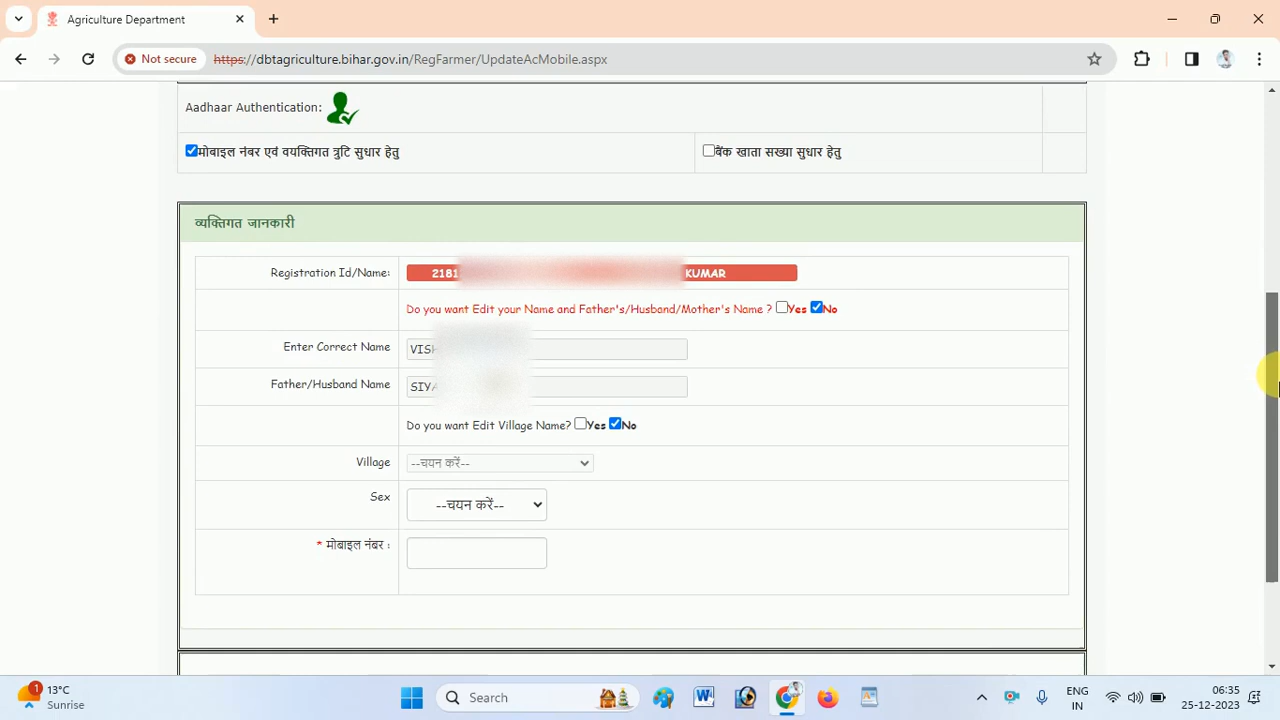 Agriculture Department
Not secure
https://dbtagriculture.bihar.gov.in/RegFarmer/UpdateAcMobile.aspx
Aadhaar Authentication:
मोबाइल नंबर एवं वयक्तिगत त्रुटि सुधार हेतु
बैंक खाता सख्या सुधार हेतु
व्यक्तिगत जानकारी
Registration Id/Name: 2181 KUMAR
Do you want Edit your Name and Father's/Husband/Mother's Name ? Yes No
Enter Correct Name
Father/Husband Name
Do you want Edit Village Name? Yes No
Village --चयन करें--
Sex --चयन करें--
* मोबाइल नंबर :
1
13°C
Sunrise
Search
ENG
IN
06:35
25-12-2023